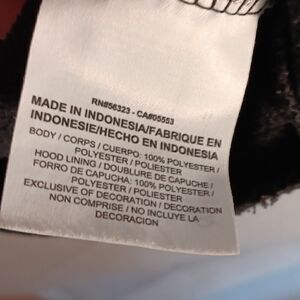 RN#56323 - CA#05553
MADE IN INDONESIA/FABRIQUE EN
INDONESIE/HECHO EN INDONESIA
BODY / CORPS / CUERPO: 100% POLYESTER /
POLYESTER / POLIESTER
HOOD LINING / DOUBLURE DE CAPUCHE /
FORRO DE CAPUCHA: 100% POLYESTER /
POLYESTER / POLIESTER
EXCLUSIVE OF DECORATION / DECORATION
NON COMPRISE / NO INCLUYE LA
DECORACION